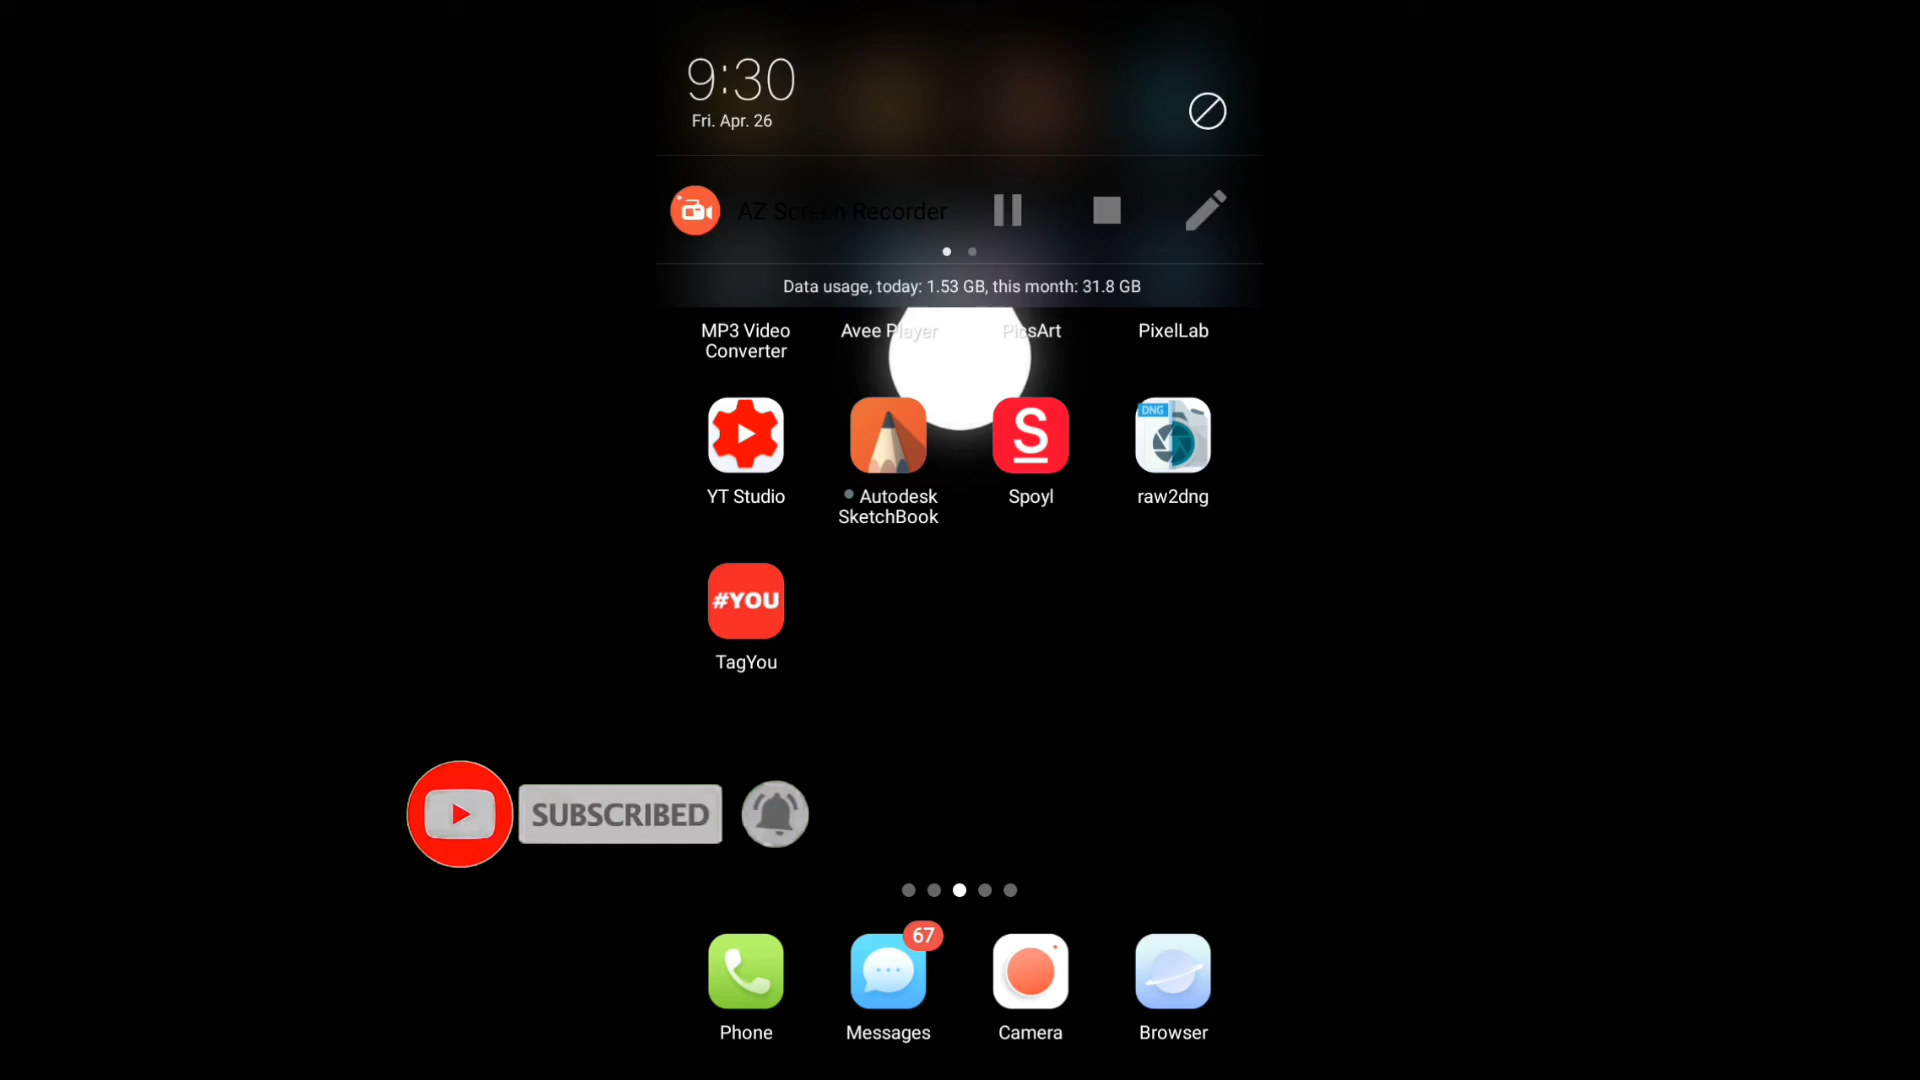 9:30
Fri. Apr. 26
AZ Screen Recorder
Data usage, today: 1.53 GB, this month: 31.8 GB
MP3 Video Converter
Avee Player
PicsArt
PixelLab
DNG
S
YT Studio
Autodesk
SketchBook
Spoyl
raw2dng
#YOU
TagYou
SUBSCRIBED
67
Phone
Messages
Camera
Browser